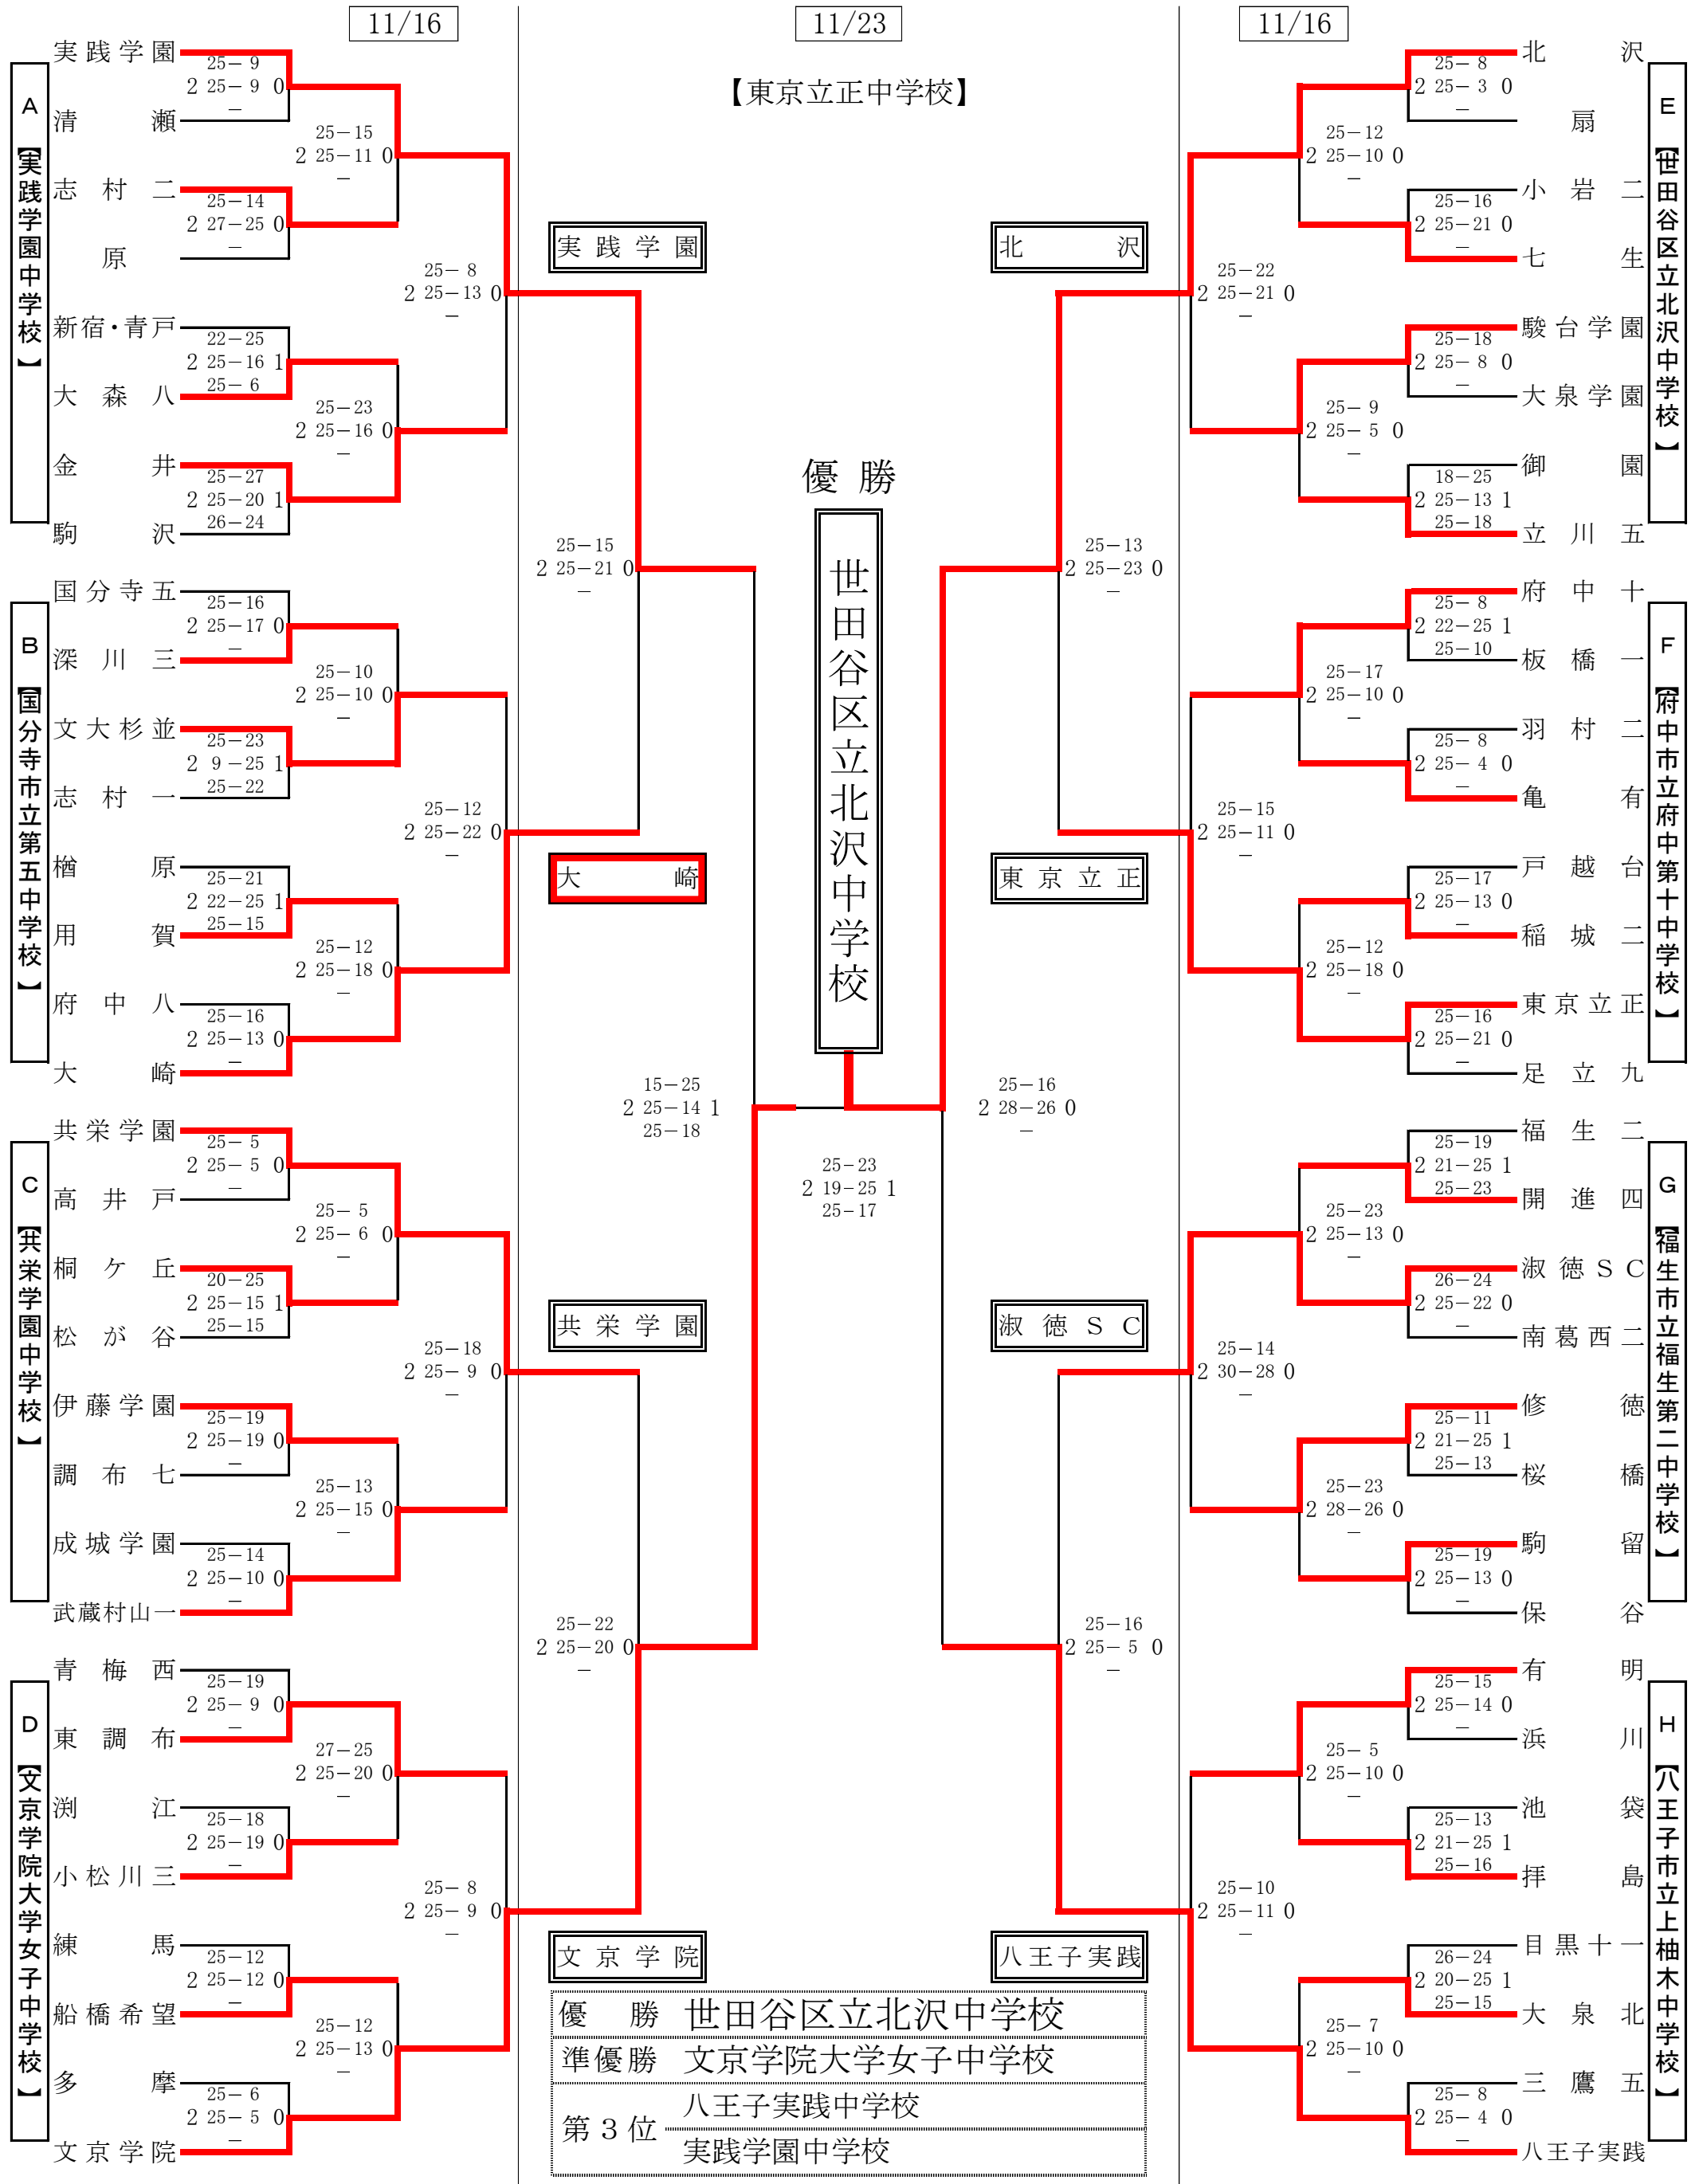 11/16
11/23
11/16
【東京立正中学校】
A 【実践学園中学校】
実践学園
25－ 9
2 25－ 9 0
－
清瀬
25－15
2 25－11 0
－
志村二
25－14
2 27－25 0
－
原
25－ 8
2 25－13 0
－
新宿・青戸
22－25
2 25－16 1
25－ 6
大森八
25－23
2 25－16 0
－
金井
25－27
2 25－20 1
26－24
駒沢
B 【国分寺市立第五中学校】
国分寺五
25－16
2 25－17 0
－
深川三
25－10
2 25－10 0
－
文大杉並
25－23
2 9－25 1
25－22
志村一
25－12
2 25－22 0
－
楢原
25－21
2 22－25 1
25－15
用賀
25－12
2 25－18 0
－
府中八
25－16
2 25－13 0
－
大崎
C 【共栄学園中学校】
共栄学園
25－ 5
2 25－ 5 0
－
高井戸
25－ 5
2 25－ 6 0
－
桐ケ丘
20－25
2 25－15 1
25－15
松が谷
25－18
2 25－ 9 0
－
伊藤学園
25－19
2 25－19 0
－
調布七
25－13
2 25－15 0
－
成城学園
25－14
2 25－10 0
－
武蔵村山一
D 【文京学院大学女子中学校】
青梅西
25－19
2 25－ 9 0
－
東調布
27－25
2 25－20 0
－
渕江
25－18
2 25－19 0
－
小松川三
25－8
2 25－ 9 0
－
練馬
25－12
2 25－12 0
－
船橋希望
25－12
2 25－13 0
－
多摩
25－ 6
2 25－ 5 0
－
文京学院
実践学園
25－15
2 25－21 0
－
大崎
15－25
2 25－14 1
25－18
共栄学園
25－22
2 25－20 0
－
文京学院
優勝
世田谷区立北沢中学校
25－23
2 19－25 1
25－17
北沢
25－13
2 25－23 0
－
東京立正
25－16
2 28－26 0
－
淑徳ＳＣ
25－16
2 25－ 5 0
－
八王子実践
E 【世田谷区立北沢中学校】
北沢
25－ 8
2 25－ 3 0
－
扇
25－12
2 25－10 0
－
小岩二
25－16
2 25－21 0
－
七生
25－22
2 25－21 0
－
駿台学園
25－18
2 25－ 8 0
－
大泉学園
25－ 9
2 25－ 5 0
－
御園
18－25
2 25－13 1
25－18
立川五
F 【府中市立府中第十中学校】
府中十
25－ 8
2 22－25 1
25－10
板橋一
25－17
2 25－10 0
－
羽村二
25－ 8
2 25－ 4 0
－
亀有
25－15
2 25－11 0
－
戸越台
25－17
2 25－13 0
－
稲城二
25－12
2 25－18 0
－
東京立正
25－16
2 25－21 0
－
足立九
G 【福生市立福生第二中学校】
福生二
25－19
2 21－25 1
25－23
開進四
25－23
2 25－13 0
－
淑徳ＳＣ
26－24
2 25－22 0
－
南葛西二
25－14
2 30－28 0
－
修徳
25－11
2 21－25 1
25－13
桜橋
25－23
2 28－26 0
－
駒留
25－19
2 25－13 0
－
保谷
H 【八王子市立上柚木中学校】
有明
25－15
2 25－14 0
－
浜川
25－ 5
2 25－10 0
－
池袋
25－13
2 21－25 1
25－16
拝島
25－10
2 25－11 0
－
目黒十一
26－24
2 20－25 1
25－15
大泉北
25－ 7
2 25－10 0
－
三鷹五
25－ 8
2 25－ 4 0
－
八王子実践
優勝 世田谷区立北沢中学校
準優勝 文京学院大学女子中学校
第３位 八王子実践中学校
実践学園中学校